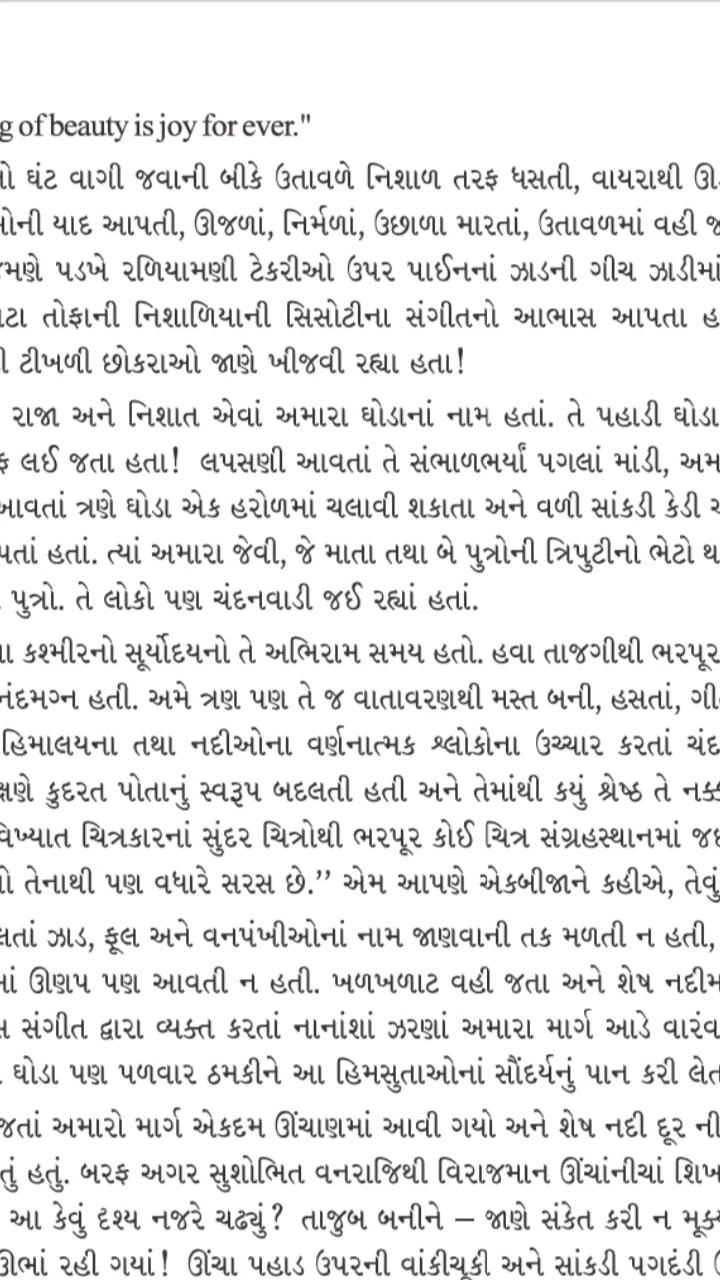 g of beauty is joy for ever."
ઘંટ વાગી જવાની બીકે ઉતાવળે નિશાળ તરફ ધસતી, વાયરાથી
યાદ આપતી, ઊજળાં, નિર્મળાં, ઉછાળા મારતાં, ઉતાવળમાં વહી
પડખે રળિયામણી ટેકરીઓ ઉપર પાઈનનાં ઝાડની ગીચ ઝાડીમાં
તોફાની નિશાળિયાની સિસોટીના સંગીતનો આભાસ આપતા
ટીખળી છોકરાઓ જાણે ખીજવી રહ્યા હતા!
રાજા અને નિશાત એવાં અમારા ઘોડાનાં નામ હતાં. તે પહાડી ઘોડા
લઈ જતા હતા! લપસણી આવતાં તે સંભાળભર્યાં પગલાં માંડી,
આવતાં ત્રણે ઘોડા એક હરોળમાં ચલાવી શકાતા અને વળી સાંકડી કેડી
હતાં. ત્યાં અમારા જેવી, જે માતા તથા બે પુત્રોની ત્રિપુટીનો ભેટો
પુત્રો. તે લોકો પણ ચંદનવાડી જઈ રહ્યાં હતાં.
કશ્મીરનો સૂર્યોદયનો તે અભિરામ સમય હતો. હવા તાજગીથી ભરપૂર
હતી. અમે ત્રણ પણ તે જ વાતાવરણથી મસ્ત બની, હસતાં,
હિમાલયના તથા નદીઓના વર્ણનાત્મક શ્લોકોના ઉચ્ચાર કરતાં
કુદરત પોતાનું સ્વરૂપ બદલતી હતી અને તેમાંથી કયું શ્રેષ્ઠ તે
વિખ્યાત ચિત્રકારનાં સુંદર ચિત્રોથી ભરપૂર કોઈ ચિત્ર સંગ્રહસ્થાનમાં
તેનાથી પણ વધારે સરસ છે.’’ એમ આપણે એકબીજાને કહીએ, તેવું
ઝાડ, ફૂલ અને વનપંખીઓનાં નામ જાણવાની તક મળતી ન હતી,
ઊણપ પણ આવતી ન હતી. ખળખળાટ વહી જતા અને શેષ
સંગીત દ્વારા વ્યક્ત કરતાં નાનાંશાં ઝરણાં અમારા માર્ગ આડે
ઘોડા પણ પળવાર ઠમકીને આ હિમસુતાઓનાં સૌંદર્યનું પાન કરી
જતાં અમારો માર્ગ એકદમ ઊંચાણમાં આવી ગયો અને શેષ નદી દૂર
હતું. બરફ અગર સુશોભિત વનરાજિથી વિરાજમાન ઊંચાંનીચાં
આ કેવું દૃશ્ય નજરે ચઢ્યું? તાજુબ બનીને – જાણે સંકેત કરી ન
ઊભાં રહી ગયાં! ઊંચા પહાડ ઉપરની વાંકીચૂકી અને સાંકડી પગદંડી